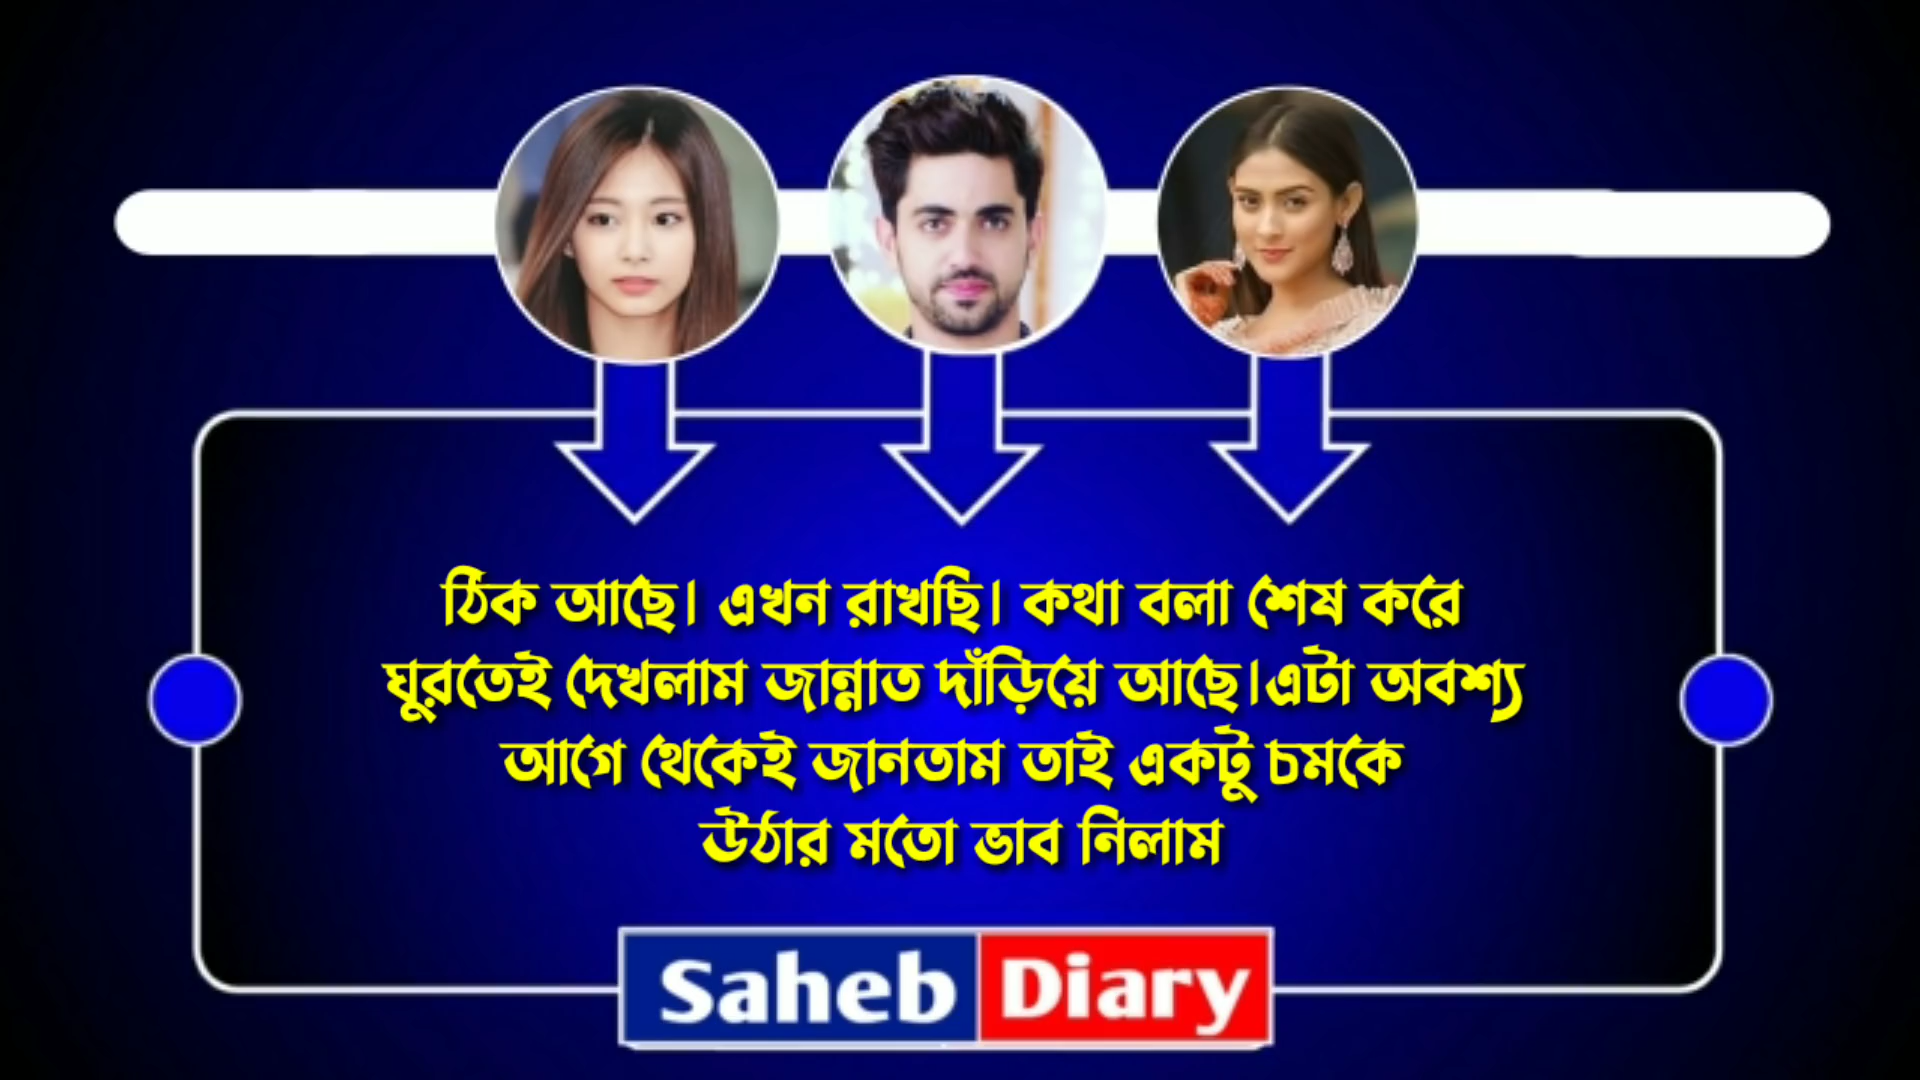 ঠিক আছে। এখন রাখছি। কথা বলা শেষ করে
ঘুরতেই দেখলাম জান্নাত দাঁড়িয়ে আছে।এটা অবশ্য
আগে থেকেই জানতাম তাই একটু চমকে
উঠার মতো ভাব নিলাম
Saheb Diary